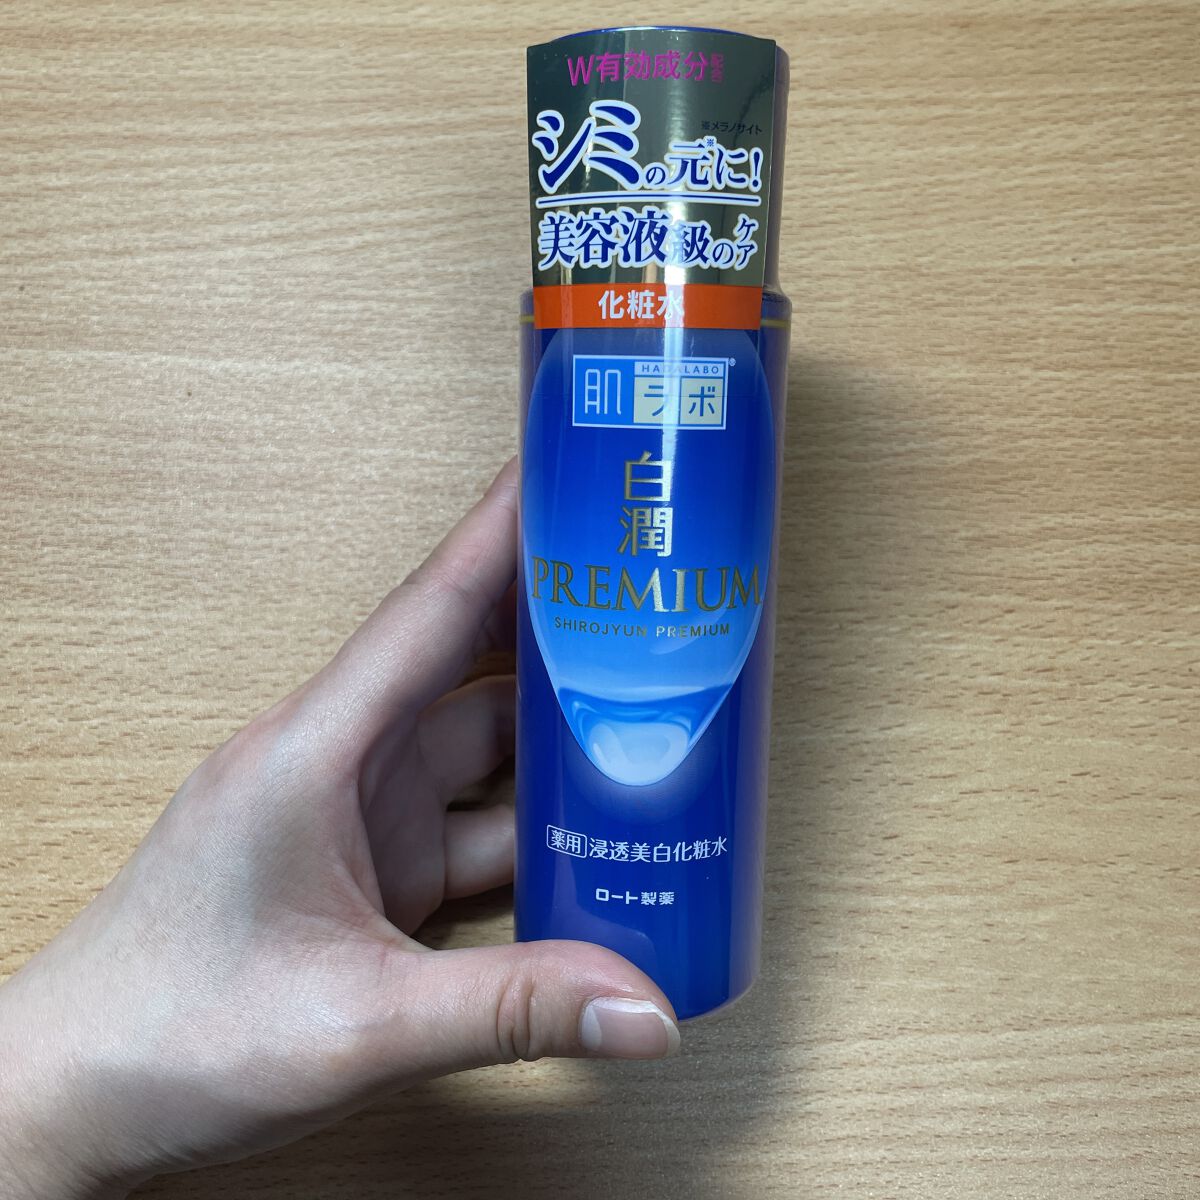 W有効成分配合
※メラノサイト
シミの元※に!
美容液級のケア
化粧水
HADALABO®
肌ラボ
白潤
PREMIUM
SHIROJYUN PREMIUM
薬用 浸透美白化粧水
ロート製薬